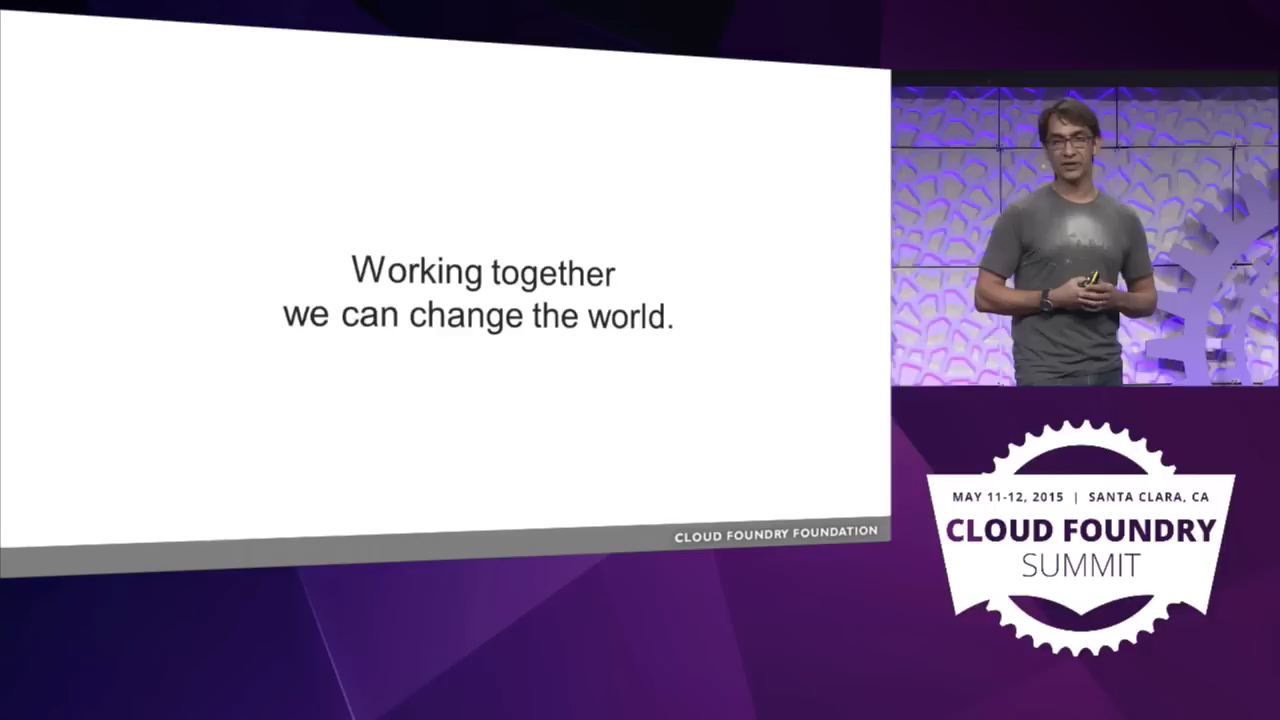 Working together
we can change the world.
CLOUD FOUNDRY FOUNDATION
MAY 11-12, 2015 | SANTA CLARA, CA
CLOUD FOUNDRY
SUMMIT